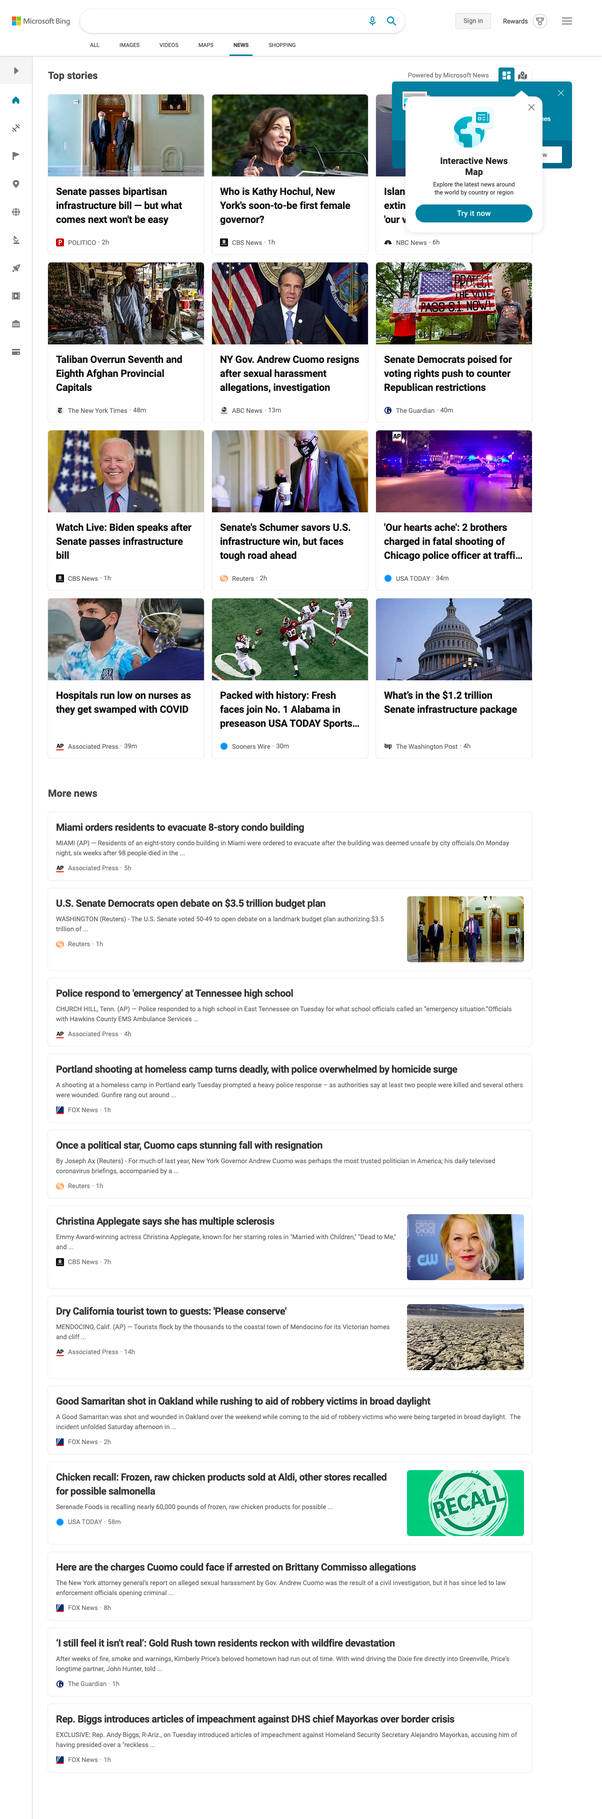 Microsoft Bing
Sign in
Rewards
ALL
IMAGES
VIDEOS
MAPS
NEWS
SHOPPING
Top stories
Powered by Microsoft News
Interactive News
Map
Explore the latest news around
the world by country or region
Try it now
Senate passes bipartisan
infrastructure bill — but what
comes next won't be easy
POLITICO · 2h
Who is Kathy Hochul, New
York's soon-to-be first female
governor?
CBS News · 1h
Islan
extin
'our w
NBC News · 6h
Taliban Overrun Seventh and
Eighth Afghan Provincial
Capitals
The New York Times · 48m
NY Gov. Andrew Cuomo resigns
after sexual harassment
allegations, investigation
ABC News · 13m
PROTECT
THE VOTE
PASS S.1 NOW!
Senate Democrats poised for
voting rights push to counter
Republican restrictions
The Guardian · 40m
Watch Live: Biden speaks after
Senate passes infrastructure
bill
CBS News · 1h
Senate's Schumer savors U.S.
infrastructure win, but faces
tough road ahead
Reuters · 2h
AP
'Our hearts ache': 2 brothers
charged in fatal shooting of
Chicago police officer at traffi...
USA TODAY · 34m
Hospitals run low on nurses as
they get swamped with COVID
AP Associated Press · 39m
Packed with history: Fresh
faces join No. 1 Alabama in
preseason USA TODAY Sports...
Sooners Wire · 30m
What's in the $1.2 trillion
Senate infrastructure package
wp The Washington Post · 4h
More news
Miami orders residents to evacuate 8-story condo building
MIAMI (AP) — Residents of an eight-story condo building in Miami were ordered to evacuate after the building was deemed unsafe by city officials.On Monday
night, six weeks after 98 people died in the ...
AP Associated Press · 5h
U.S. Senate Democrats open debate on $3.5 trillion budget plan
WASHINGTON (Reuters) - The U.S. Senate voted 50-49 to open debate on a landmark budget plan authorizing $3.5
trillion of ...
Reuters · 1h
Police respond to 'emergency' at Tennessee high school
CHURCH HILL, Tenn. (AP) — Police responded to a high school in East Tennessee on Tuesday for what school officials called an "emergency situation."Officials
with Hawkins County EMS Ambulance Services ...
AP Associated Press · 4h
Portland shooting at homeless camp turns deadly, with police overwhelmed by homicide surge
A shooting at a homeless camp in Portland early Tuesday prompted a heavy police response – as authorities say at least two people were killed and several others
were wounded. Gunfire rang out around ...
FOX News · 1h
Once a political star, Cuomo caps stunning fall with resignation
By Joseph Ax (Reuters) - For much of last year, New York Governor Andrew Cuomo was perhaps the most trusted politician in America; his daily televised
coronavirus briefings, accompanied by a ...
Reuters · 1h
Christina Applegate says she has multiple sclerosis
Emmy Award-winning actress Christina Applegate, known for her starring roles in "Married with Children," "Dead to Me,"
and ...
CBS News · 7h
CW
Dry California tourist town to guests: 'Please conserve'
MENDOCINO, Calif. (AP) — Tourists flock by the thousands to the coastal town of Mendocino for its Victorian homes
and cliff ...
AP Associated Press · 14h
Good Samaritan shot in Oakland while rushing to aid of robbery victims in broad daylight
A Good Samaritan was shot and wounded in Oakland over the weekend while coming to the aid of robbery victims who were being targeted in broad daylight. The
incident unfolded Saturday afternoon in ...
FOX News · 2h
Chicken recall: Frozen, raw chicken products sold at Aldi, other stores recalled
for possible salmonella
Serenade Foods is recalling nearly 60,000 pounds of frozen, raw chicken products for possible ...
USA TODAY · 58m
RECALL
Here are the charges Cuomo could face if arrested on Brittany Commisso allegations
The New York attorney general's report on alleged sexual harassment by Gov. Andrew Cuomo was the result of a civil investigation, but it has since led to law
enforcement officials opening criminal ...
FOX News · 8h
'I still feel it isn't real': Gold Rush town residents reckon with wildfire devastation
After weeks of fire, smoke and warnings, Kimberly Price's beloved hometown had run out of time. With wind driving the Dixie fire directly into Greenville, Price's
longtime partner, John Hunter, told ...
The Guardian · 1h
Rep. Biggs introduces articles of impeachment against DHS chief Mayorkas over border crisis
EXCLUSIVE: Rep. Andy Biggs, R-Ariz., on Tuesday introduced articles of impeachment against Homeland Security Secretary Alejandro Mayorkas, accusing him of
having presided over a "reckless ...
FOX News · 1h